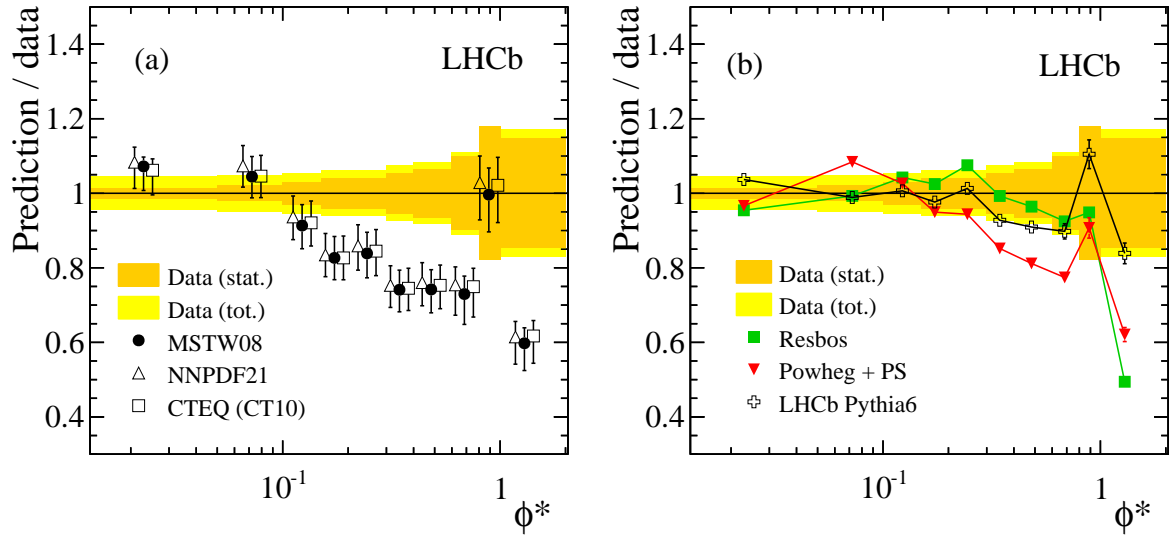 Prediction / data
1.4
1.2
1
0.8
0.6
0.4
(a)
LHCb
Data (stat.)
Data (tot.)
MSTW08
NNPDF21
CTEQ (CT10)
10⁻¹
1
ϕ*
Prediction / data
1.4
1.2
1
0.8
0.6
0.4
(b)
LHCb
Data (stat.)
Data (tot.)
Resbos
Powheg + PS
LHCb Pythia6
10⁻¹
1
ϕ*